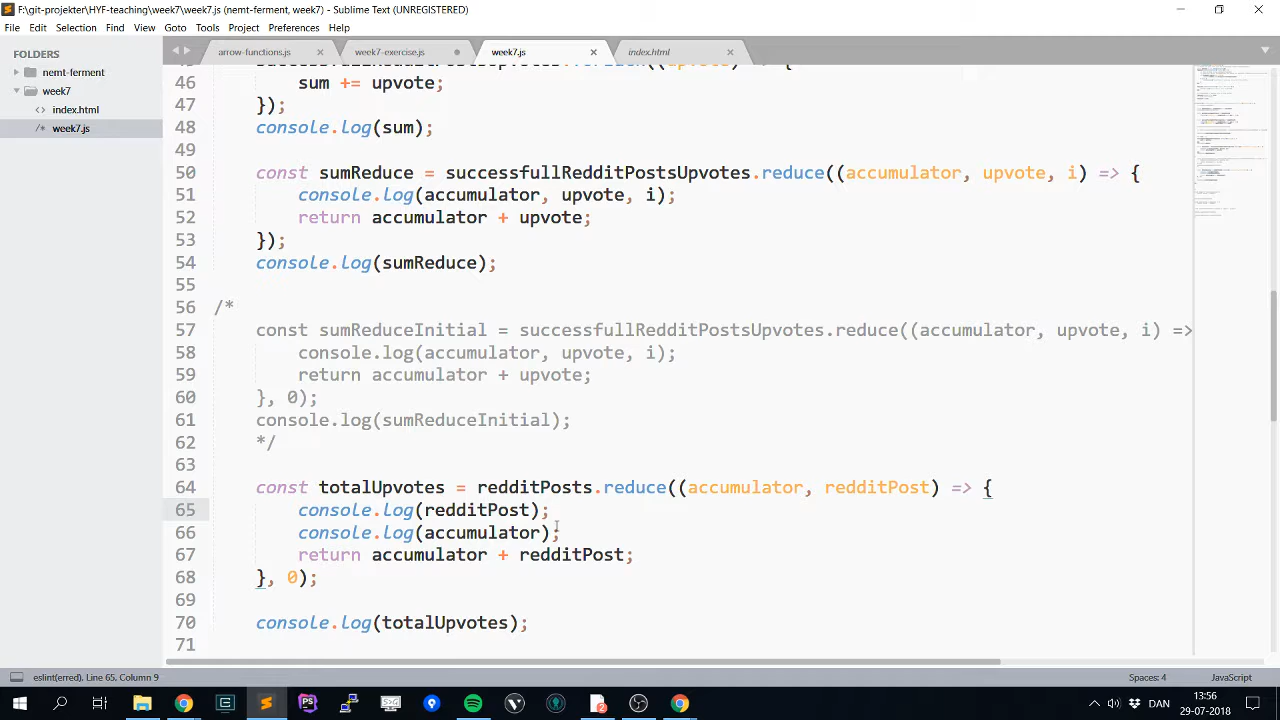 F:\git-projekter\HYF-teaching\week7\week7.js (nemt-ferment, week7) - Sublime Text (UNREGISTERED)
File Edit Selection Find View Goto Tools Project Preferences Help
FOLDERS
nemt-ferment
week7
index.html
week7.js
arrow-functions.js week7-exercise.js week7.js index.html
46 sum += upvote;
47 });
48 console.log(sum);
49
50 const sumReduce = successfullRedditPostsUpvotes.reduce((accumulator, upvote, i) => {
51 console.log(accumulator, upvote, i);
52 return accumulator + upvote;
53 });
54 console.log(sumReduce);
55
56 /*
57 const sumReduceInitial = successfullRedditPostsUpvotes.reduce((accumulator, upvote, i) =>
58 console.log(accumulator, upvote, i);
59 return accumulator + upvote;
60 }, 0);
61 console.log(sumReduceInitial);
62 */
63
64 const totalUpvotes = redditPosts.reduce((accumulator, redditPost) => {
65 console.log(redditPost);
66 console.log(accumulator);
67 return accumulator + redditPost;
68 }, 0);
69
70 console.log(totalUpvotes);
71
eslint(erred), Line 65, Column 9 Spaces: 4 JavaScript
DAN 13:56
29-07-2018